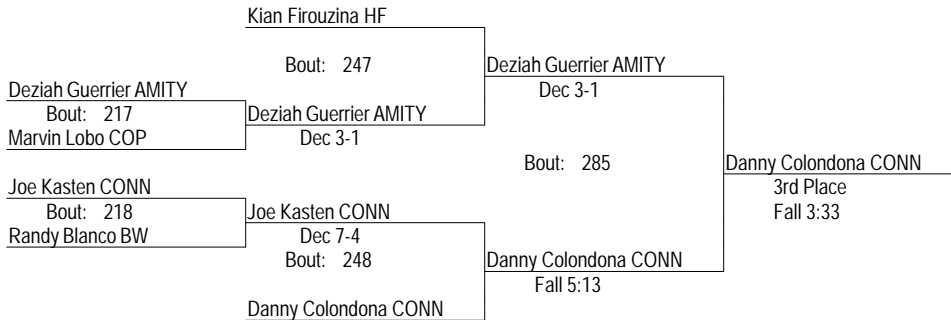 Kian Firouzina HF
Bout: 247
Deziah Guerrier AMITY
Dec 3-1
Deziah Guerrier AMITY
Bout: 217
Deziah Guerrier AMITY
Marvin Lobo COP
Dec 3-1
Bout: 285
Danny Colondona CONN
3rd Place
Fall 3:33
Joe Kasten CONN
Bout: 218
Joe Kasten CONN
Randy Blanco BW
Dec 7-4
Bout: 248
Danny Colondona CONN
Fall 5:13
Danny Colondona CONN